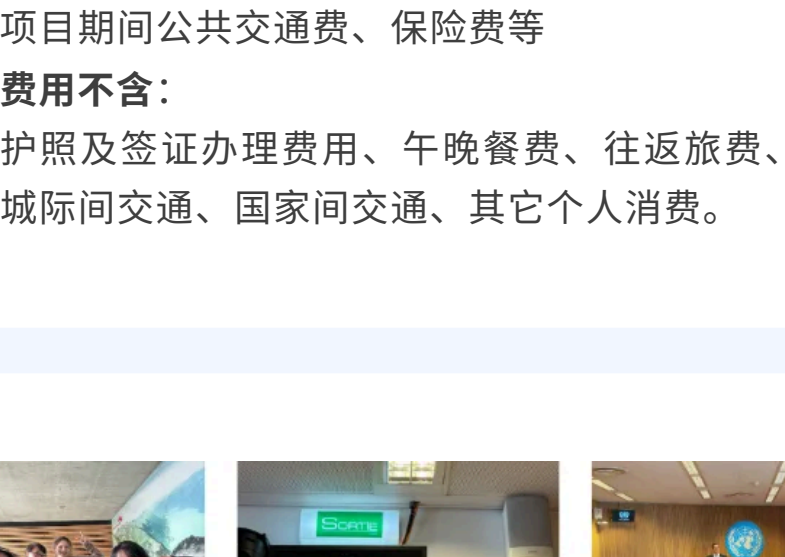 项目期间公共交通费、保险费等
费用不含：
护照及签证办理费用、午晚餐费、往返旅费、
城际间交通、国家间交通、其它个人消费。
SORTIE